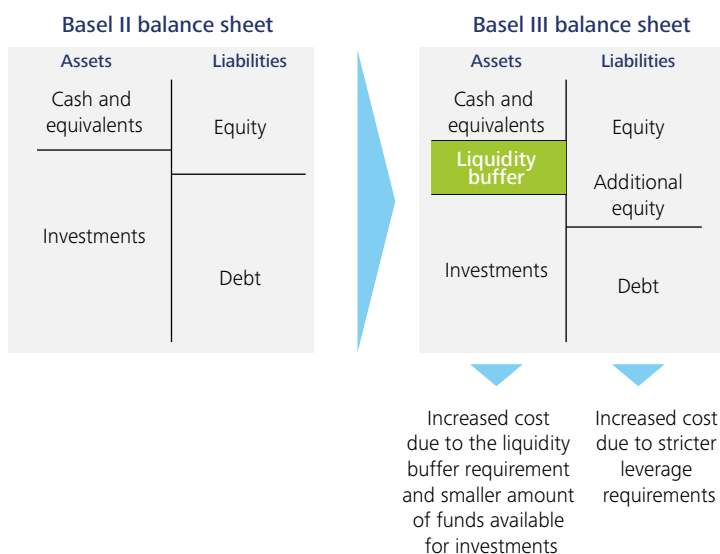 Basel II balance sheet
Assets
Liabilities
Cash and
equivalents
Equity
Investments
Debt
Basel III balance sheet
Assets
Liabilities
Cash and
equivalents
Liquidity
buffer
Investments
Equity
Additional
equity
Debt
Increased cost
due to the liquidity
buffer requirement
and smaller amount
of funds available
for investments
Increased cost
due to stricter
leverage
requirements